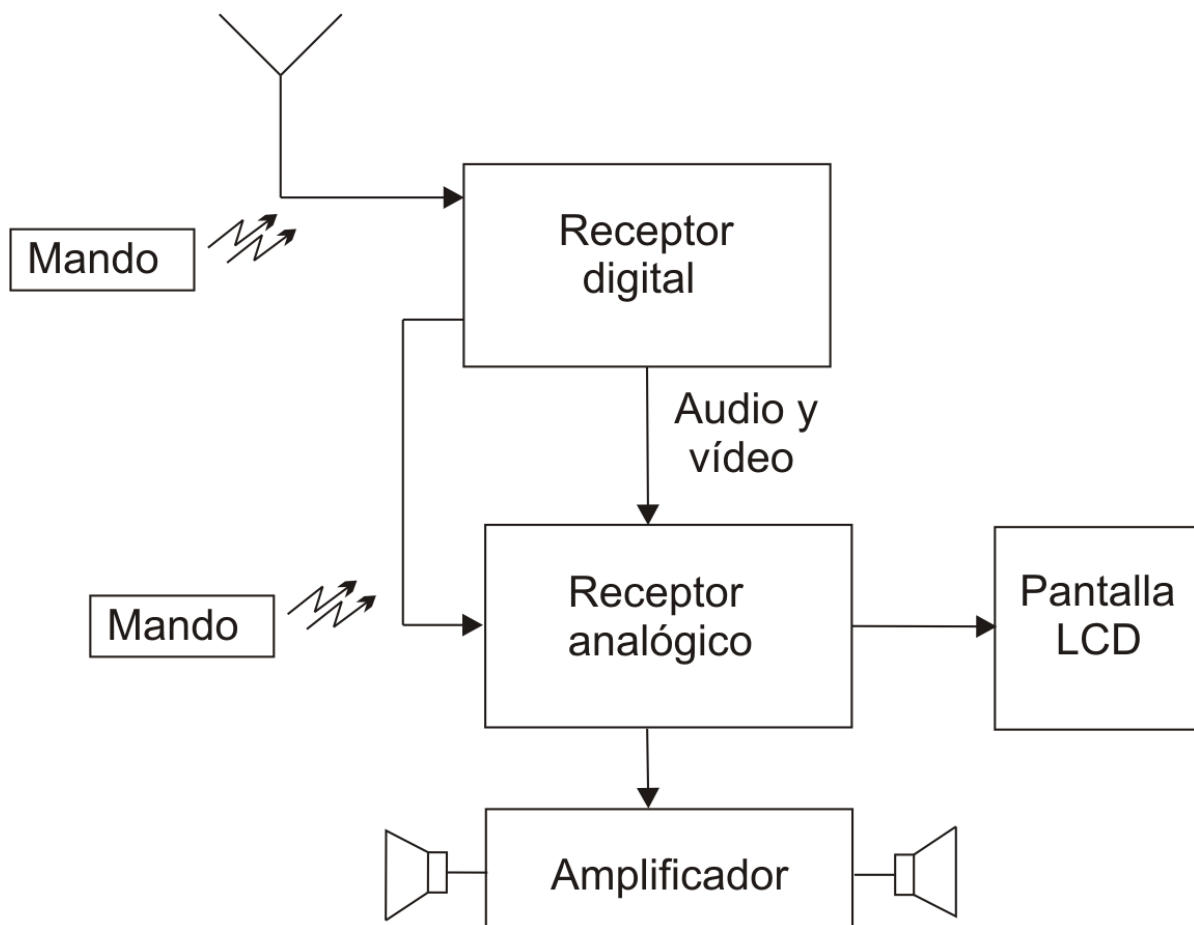 Receptor
digital
Mando
Audio y
vídeo
Receptor
analógico
Mando
Pantalla
LCD
Amplificador